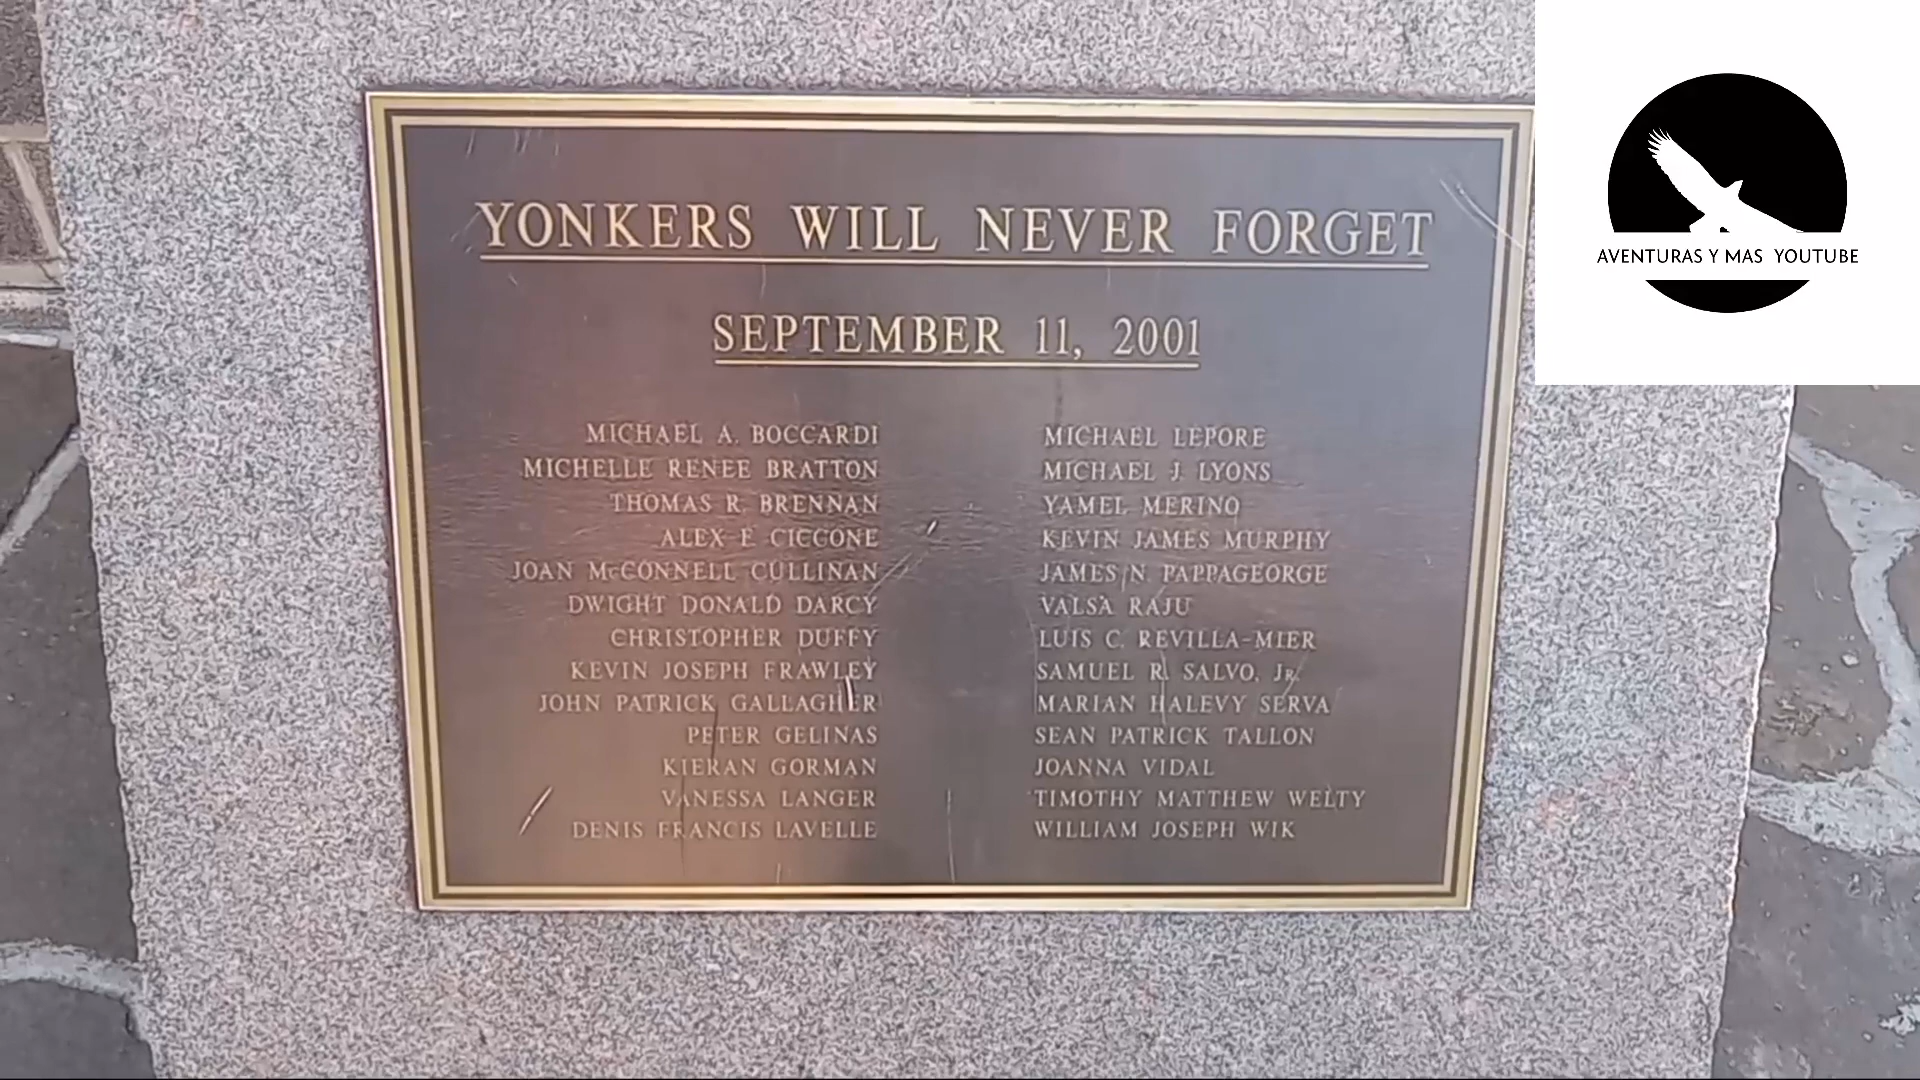 YONKERS WILL NEVER FORGET
SEPTEMBER 11, 2001
MICHAEL A. BOCCARDI
MICHELLE RENEE BRATTON
THOMAS R. BRENNAN
ALEX F. CICCONE
JOAN McCONNELL CULLINAN
DWIGHT DONALD DARCY
CHRISTOPHER DUFFY
KEVIN JOSEPH FRAWLEY
JOHN PATRICK GALLAGHER
PETER GELINAS
KIERAN GORMAN
VANESSA LANGER
DENIS FRANCIS LAVELLE
MICHAEL LEPORE
MICHAEL J. LYONS
YAMEL MERINO
KEVIN JAMES MURPHY
JAMES N. PAPPAGEORGE
VALSA RAJU
LUIS C. REVILLA-MIER
SAMUEL R. SALVO, Jr.
MARIAN HALEVY SERVA
SEAN PATRICK TALLON
JOANNA VIDAL
TIMOTHY MATTHEW WELTY
WILLIAM JOSEPH WIK
AVENTURAS Y MAS YOUTUBE